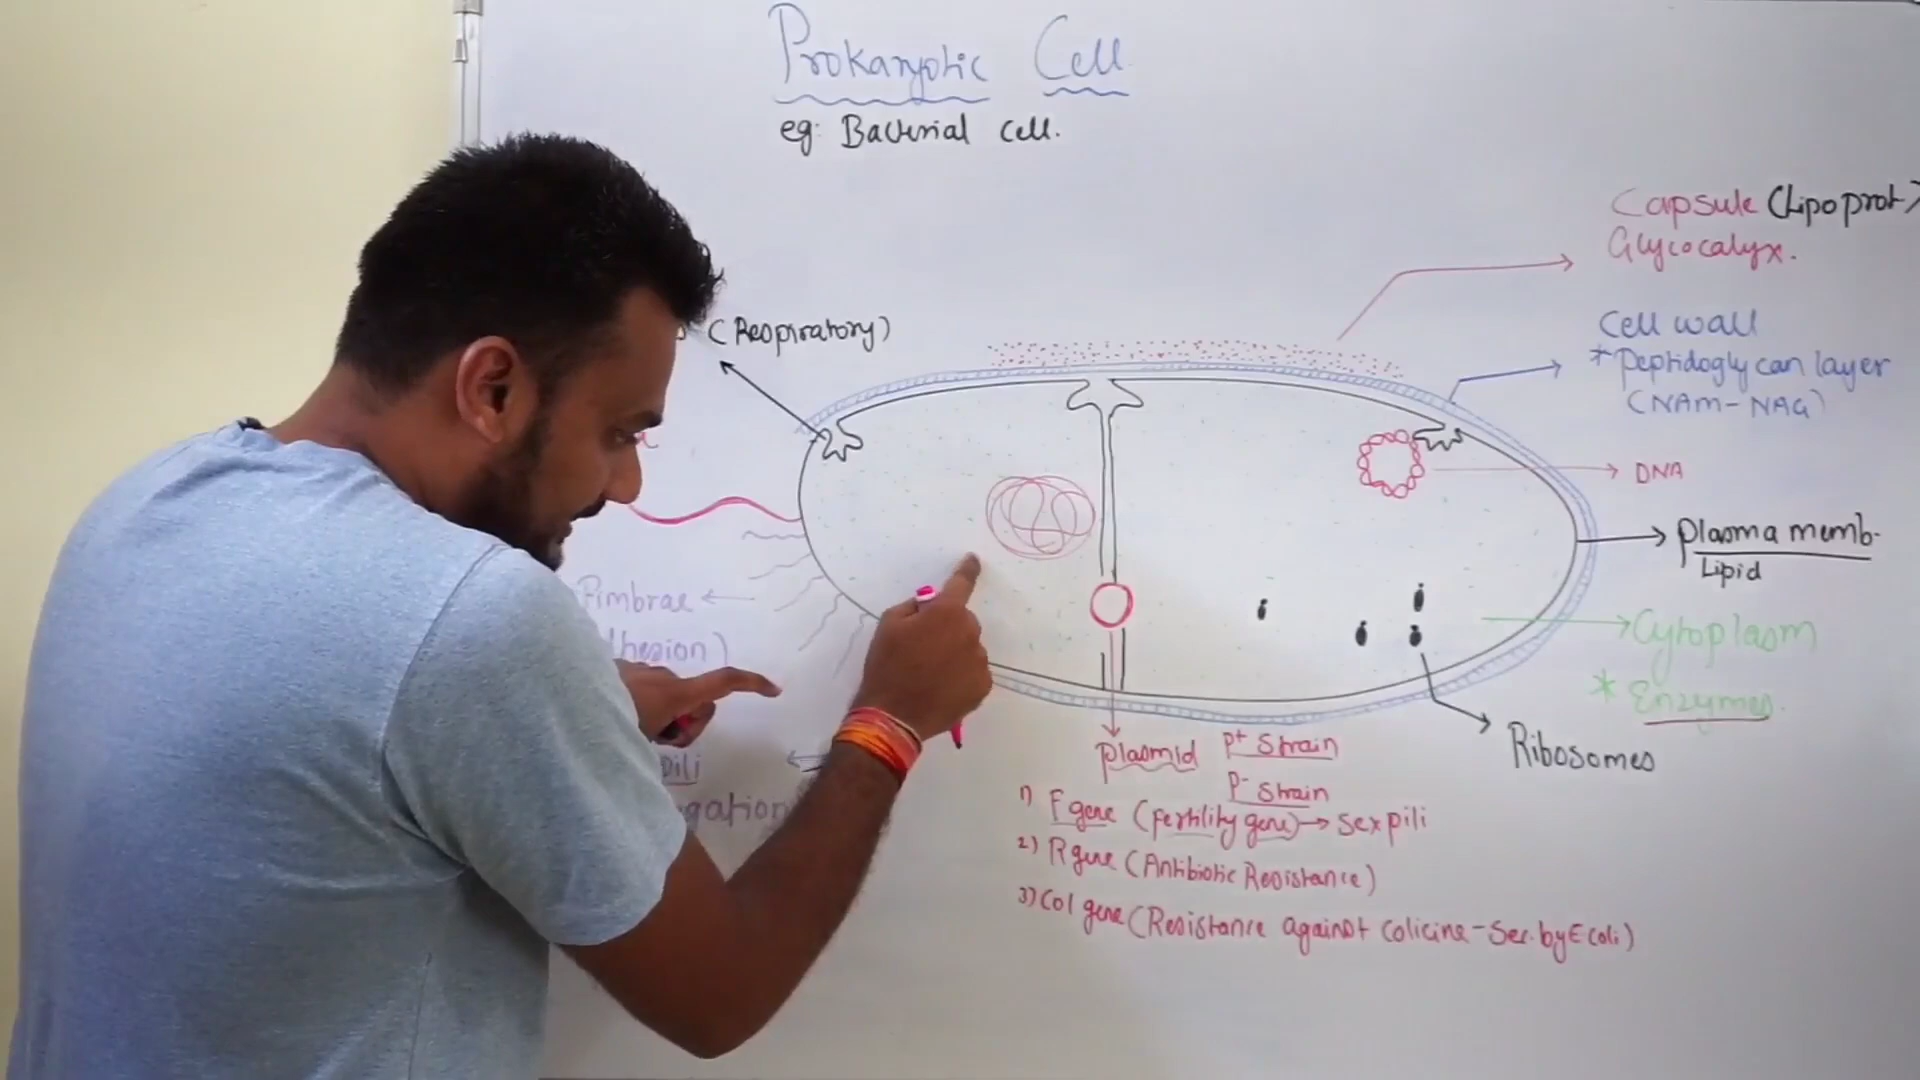 Prokaryotic Cell
eg: Bacterial cell.
Capsule (Lipoprot)
Glycocalyx.
(Respiratory)
Cell wall
* Peptidoglycan layer
(NAM-NAG)
DNA
Plasma memb.
Lipid
Fimbrae
Cytoplasm
* Enzymes.
Ribosomes
pili
Plasmid P+ Strain
P- Strain
1) F gene (fertility gene) → sex pili
2) R gene (Antibiotic Resistance)
3) Col gene (Resistance against colicine - Sec. by E coli)